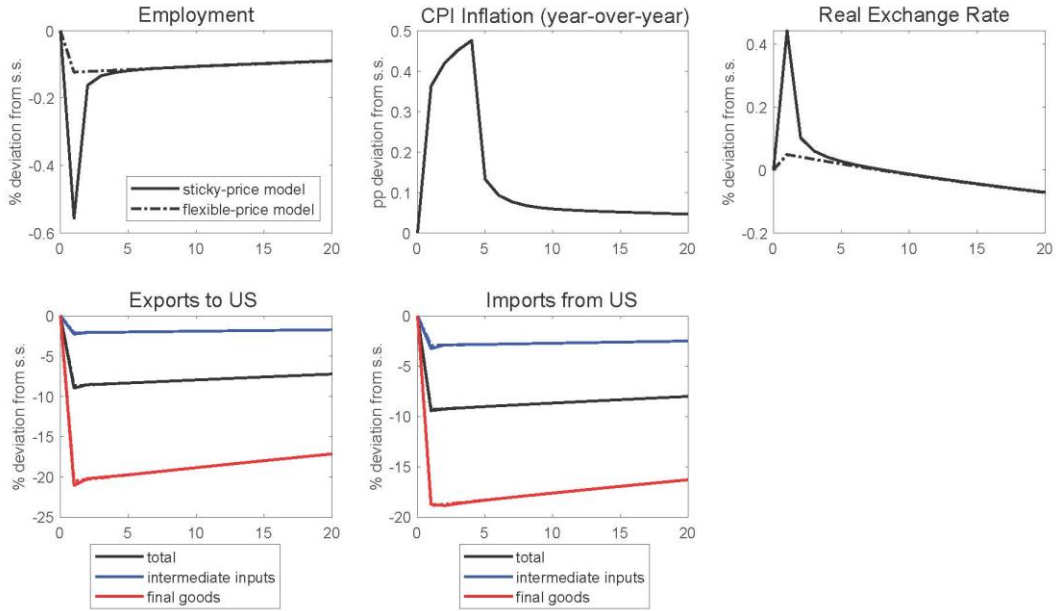 Employment
% deviation from s.s.
0
-0.2
-0.4
-0.6
sticky-price model
flexible-price model
0 5 10 15 20
CPI Inflation (year-over-year)
pp deviation from s.s.
0.5
0.4
0.3
0.2
0.1
0
0 5 10 15 20
Real Exchange Rate
% deviation from s.s.
0.4
0.2
0
-0.2
0 5 10 15 20
Exports to US
% deviation from s.s.
0
-5
-10
-15
-20
-25
0 5 10 15 20
total
intermediate inputs
final goods
Imports from US
% deviation from s.s.
0
-5
-10
-15
-20
0 5 10 15 20
total
intermediate inputs
final goods